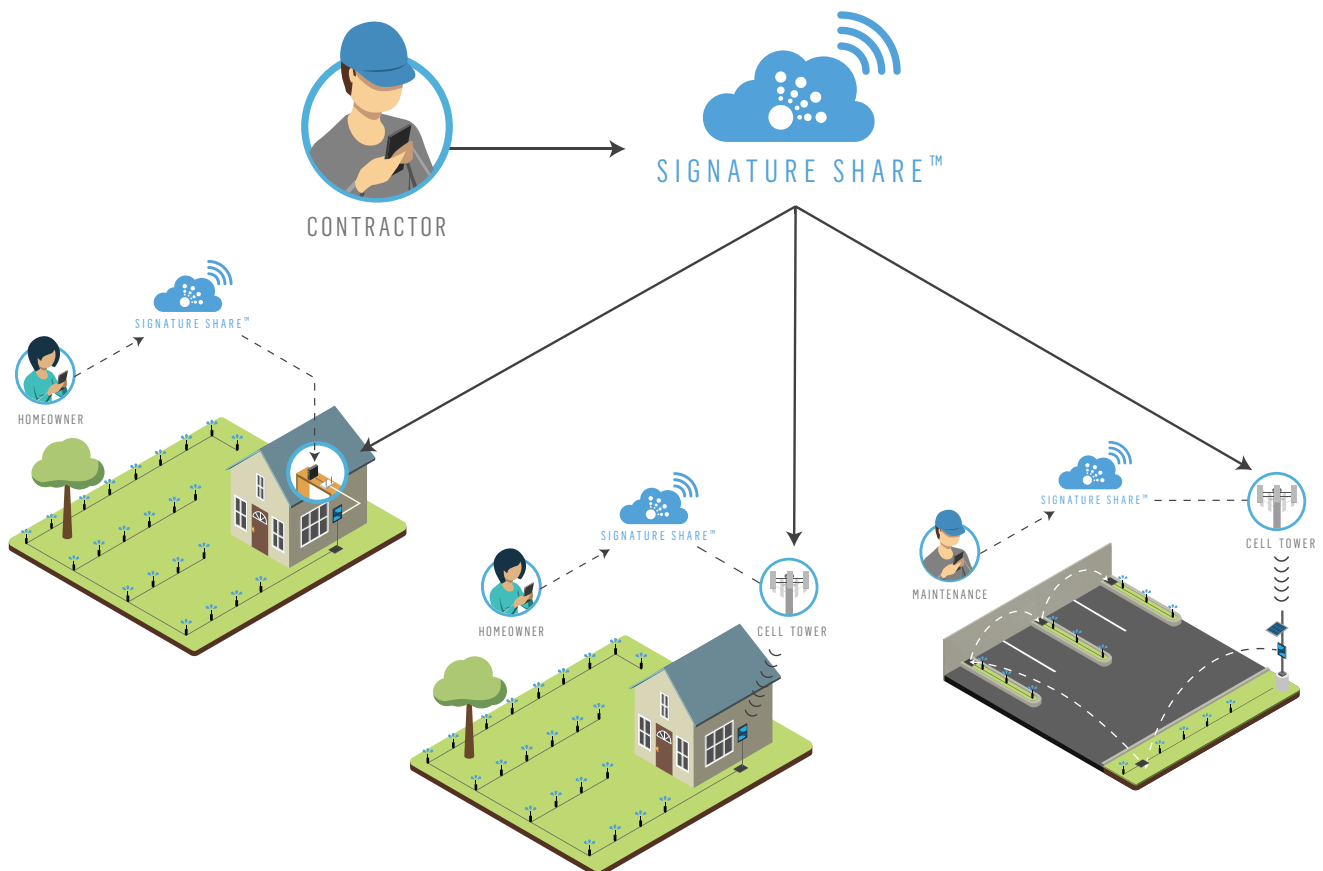 SIGNATURE SHARE™
CONTRACTOR
SIGNATURE SHARE™
HOMEOWNER
SIGNATURE SHARE™
HOMEOWNER
CELL TOWER
SIGNATURE SHARE™
CELL TOWER
MAINTENANCE